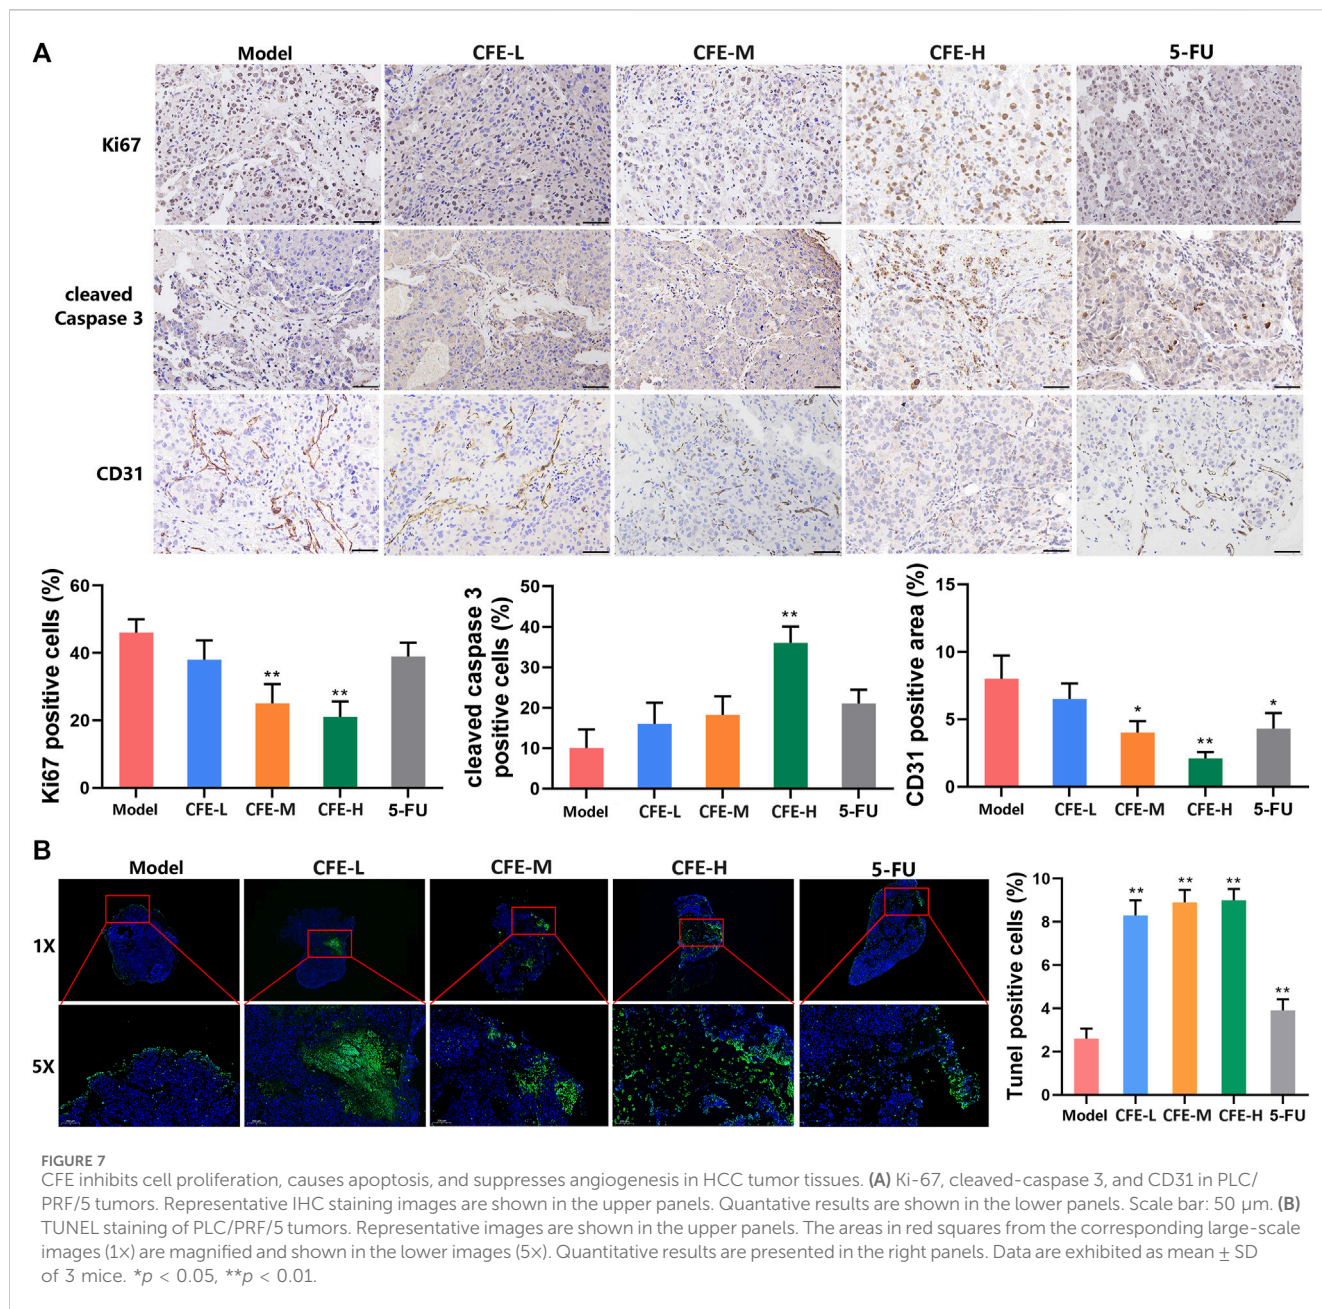 A
Model
CFE-L
CFE-M
CFE-H
5-FU
Ki67
cleaved
Caspase 3
CD31
Ki67 positive cells (%)
60
40
20
0
**
**
Model
CFE-L
CFE-M
CFE-H
5-FU
cleaved caspase 3
positive cells (%)
50
40
30
20
10
0
**
Model
CFE-L
CFE-M
CFE-H
5-FU
CD31 positive area (%)
15
10
5
0
*
**
*
Model
CFE-L
CFE-M
CFE-H
5-FU
B
Model
CFE-L
CFE-M
CFE-H
5-FU
1X
5X
Tunel positive cells (%)
10
8
6
4
2
0
**
**
**
**
Model
CFE-L
CFE-M
CFE-H
5-FU
FIGURE 7
CFE inhibits cell proliferation, causes apoptosis, and suppresses angiogenesis in HCC tumor tissues. (A) Ki-67, cleaved-caspase 3, and CD31 in PLC/
PRF/5 tumors. Representative IHC staining images are shown in the upper panels. Quantative results are shown in the lower panels. Scale bar: 50 µm. (B)
TUNEL staining of PLC/PRF/5 tumors. Representative images are shown in the upper panels. The areas in red squares from the corresponding large-scale
images (1×) are magnified and shown in the lower images (5×). Quantitative results are presented in the right panels. Data are exhibited as mean ± SD
of 3 mice. *p < 0.05, **p < 0.01.